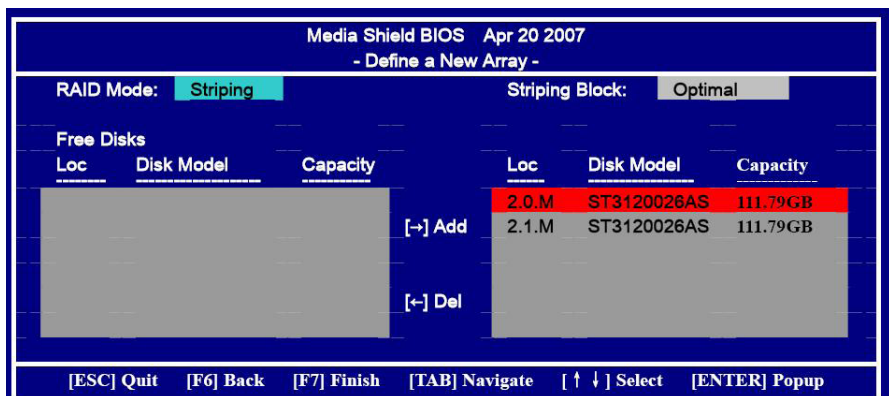 Media Shield BIOS Apr 20 2007
- Define a New Array -
RAID Mode: Striping Striping Block: Optimal
Free Disks
Loc Disk Model Capacity Loc Disk Model Capacity
2.0.M ST3120026AS 111.79GB
[→] Add 2.1.M ST3120026AS 111.79GB
[←] Del
[ESC] Quit [F6] Back [F7] Finish [TAB] Navigate [↑↓] Select [ENTER] Popup